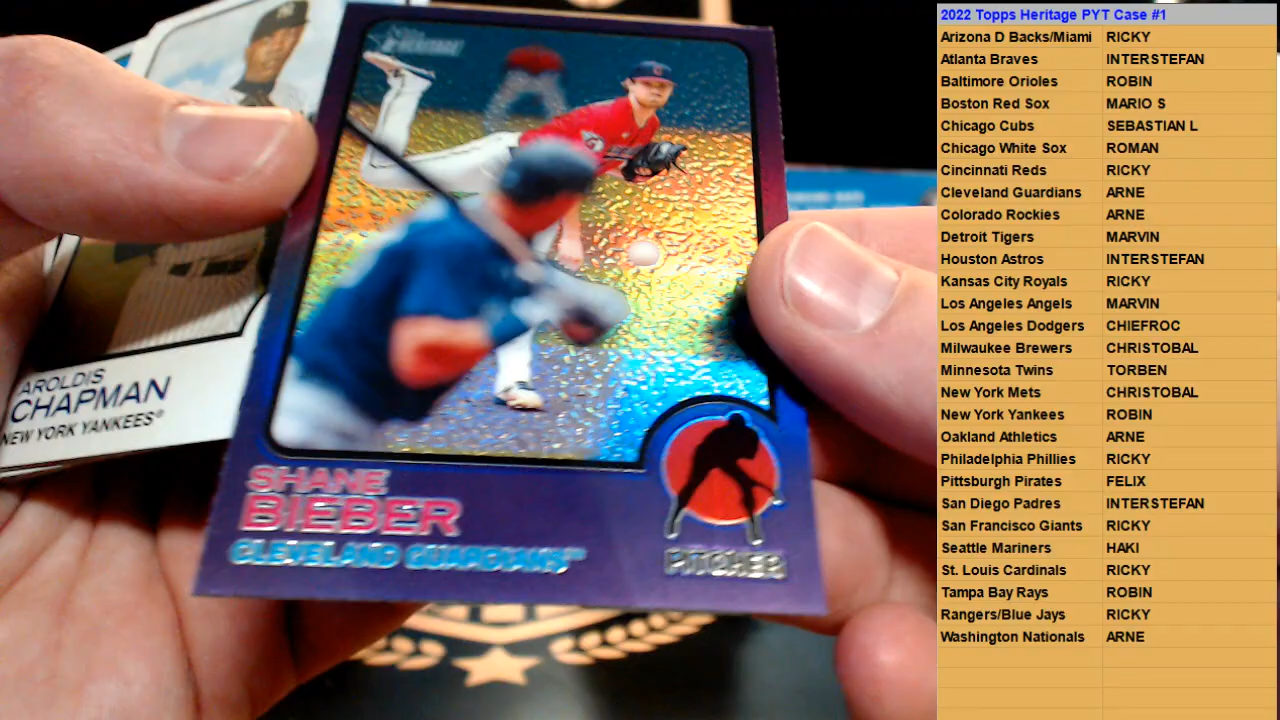 HERITAGE
SHANE
BIEBER
CLEVELAND GUARDIANS™
PITCHER
AROLDIS
CHAPMAN
NEW YORK YANKEES®
2022 Topps Heritage PYT Case #1
Arizona D Backs/Miami RICKY
Atlanta Braves INTERSTEFAN
Baltimore Orioles ROBIN
Boston Red Sox MARIO S
Chicago Cubs SEBASTIAN L
Chicago White Sox ROMAN
Cincinnati Reds RICKY
Cleveland Guardians ARNE
Colorado Rockies ARNE
Detroit Tigers MARVIN
Houston Astros INTERSTEFAN
Kansas City Royals RICKY
Los Angeles Angels MARVIN
Los Angeles Dodgers CHIEFROC
Milwaukee Brewers CHRISTOBAL
Minnesota Twins TORBEN
New York Mets CHRISTOBAL
New York Yankees ROBIN
Oakland Athletics ARNE
Philadelphia Phillies RICKY
Pittsburgh Pirates FELIX
San Diego Padres INTERSTEFAN
San Francisco Giants RICKY
Seattle Mariners HAKI
St. Louis Cardinals RICKY
Tampa Bay Rays ROBIN
Rangers/Blue Jays RICKY
Washington Nationals ARNE